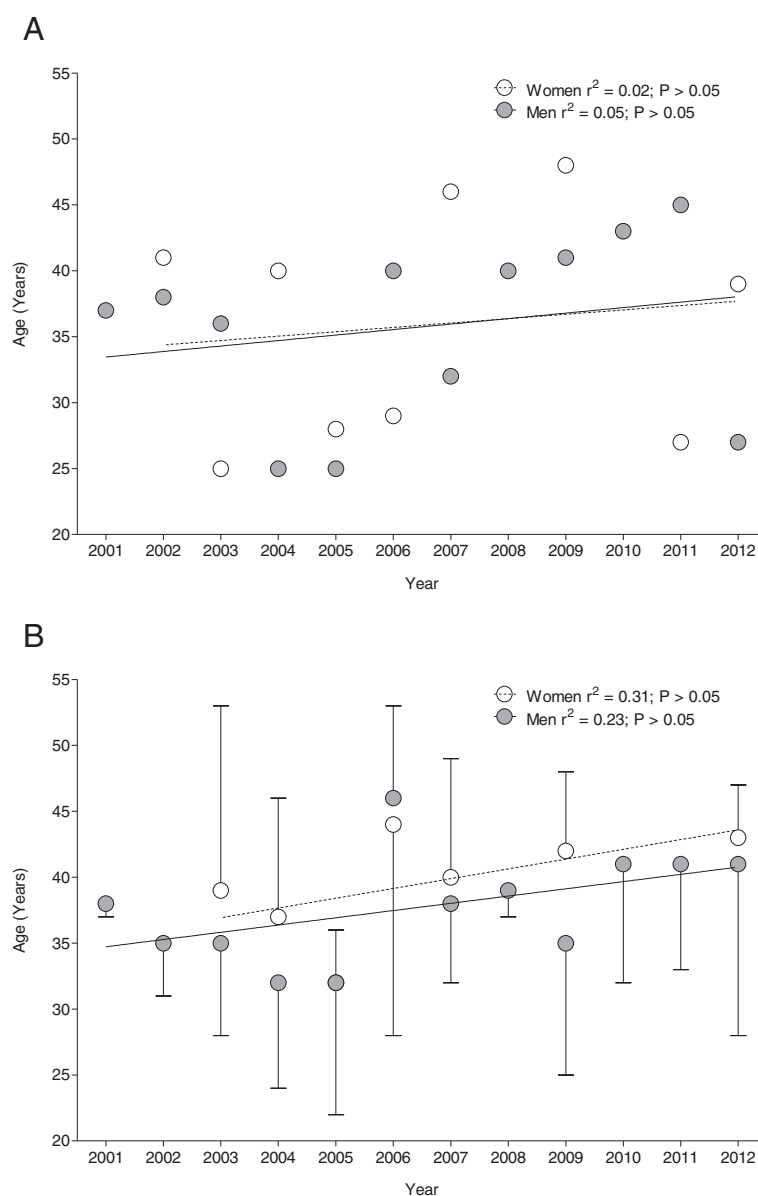 A
55
50
45
40
35
30
25
20
Age (Years)
Women r² = 0.02; P > 0.05
Men r² = 0.05; P > 0.05
2001 2002 2003 2004 2005 2006 2007 2008 2009 2010 2011 2012
Year
B
55
50
45
40
35
30
25
20
Age (Years)
Women r² = 0.31; P > 0.05
Men r² = 0.23; P > 0.05
2001 2002 2003 2004 2005 2006 2007 2008 2009 2010 2011 2012
Year